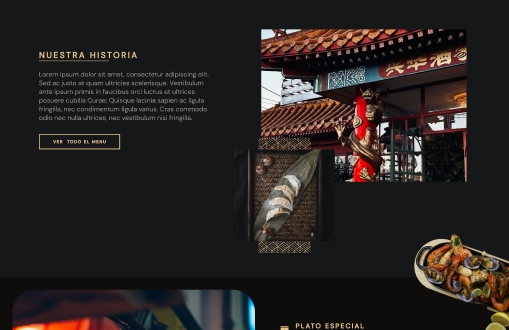 NUESTRA HISTORIA
Lorem ipsum dolor sit amet, consectetur adipiscing elit.
Sed ac justo at quam ultricies scelerisque. Vestibulum
ante ipsum primis in faucibus orci luctus et ultrices
posuere cubilia Curae; Quisque lacinia sapien ac ligula
fringilla, nec condimentum ligula varius. Cras commodo
odio nec nulla ultrices, nec vestibulum nisi fringilla.
VER TODO EL MENU
PLATO ESPECIAL